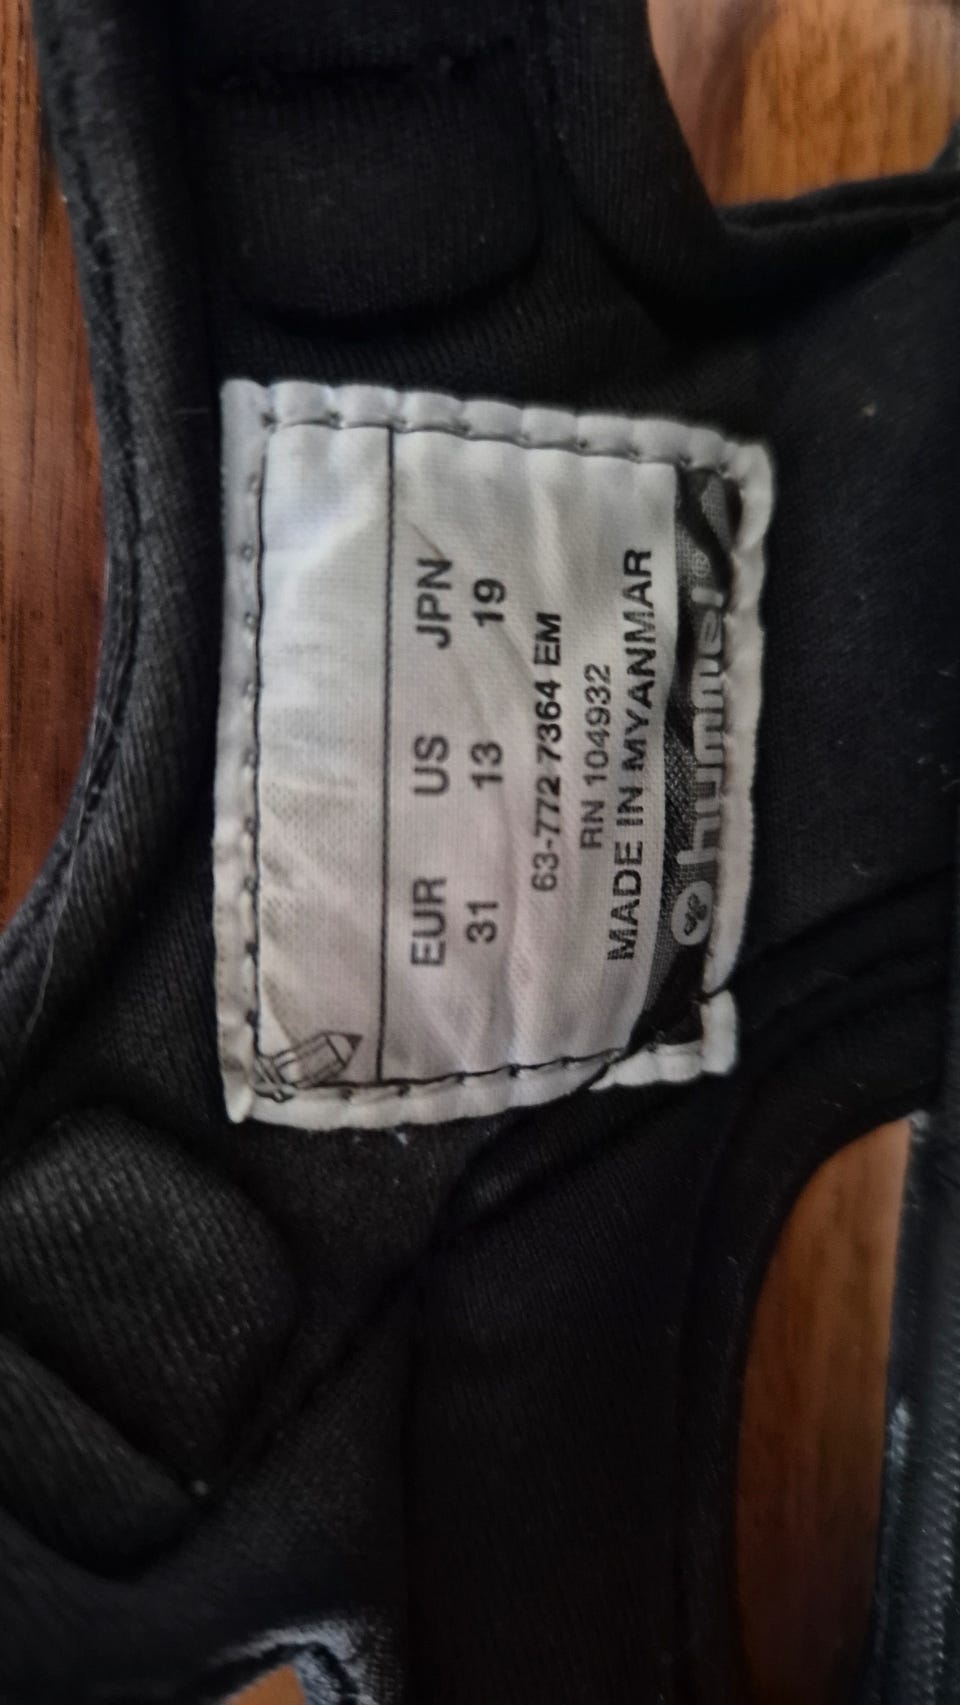 EUR US JPN
31 13 19
63-772 7364 EM
RN 104932
MADE IN MYANMAR
hummel®